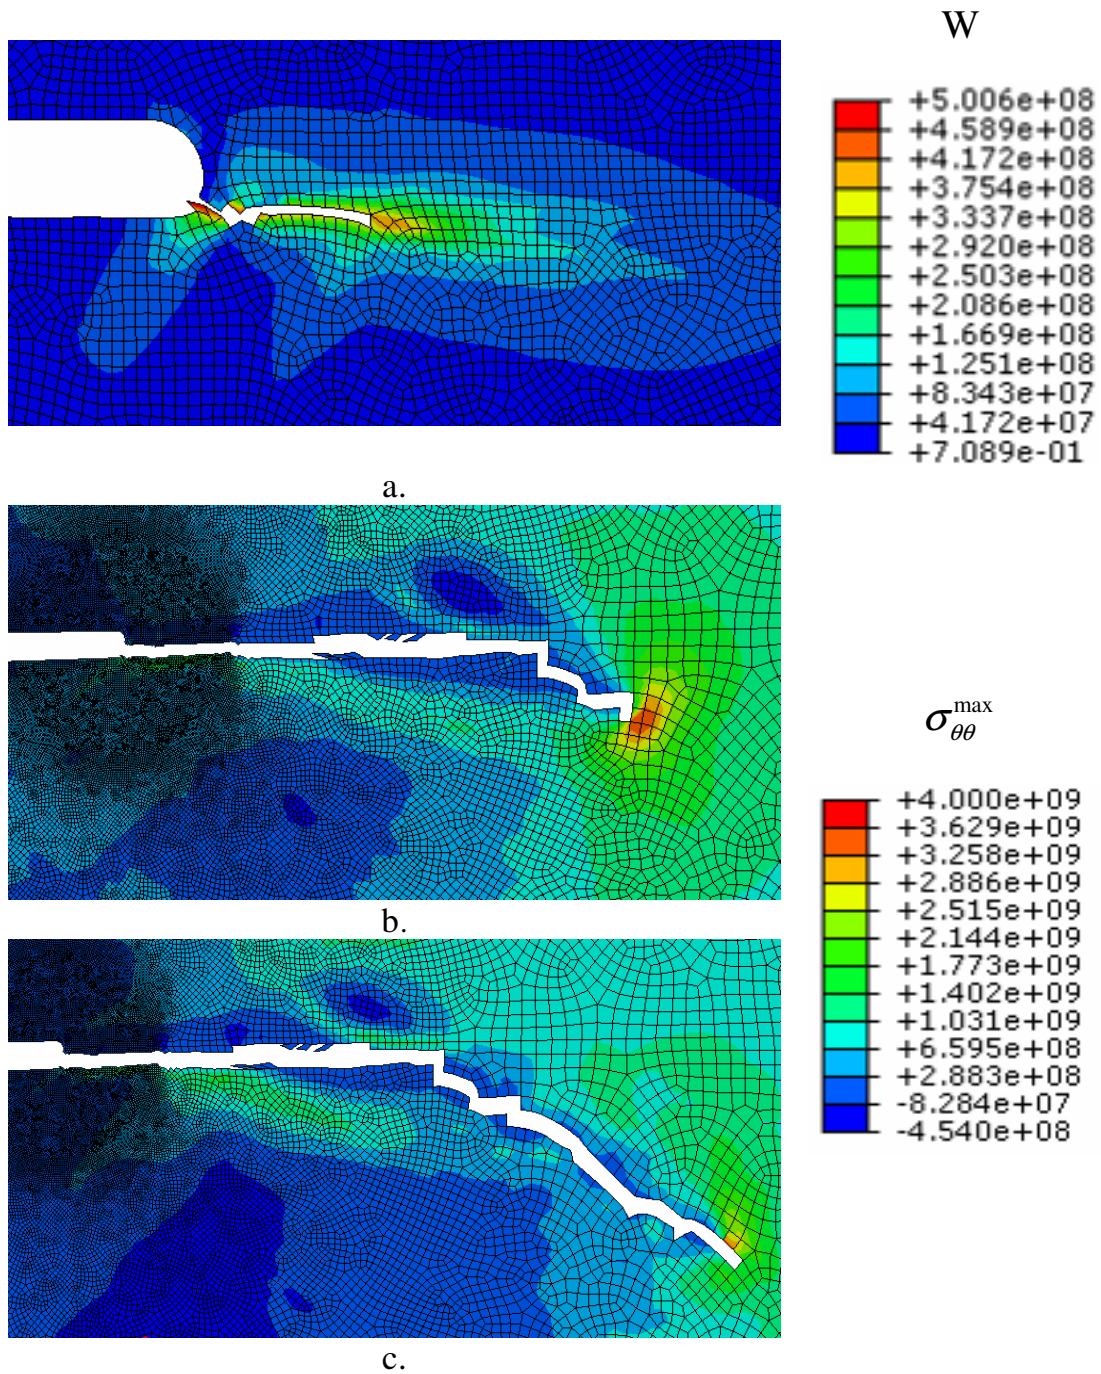 W
+5.006e+08
+4.589e+08
+4.172e+08
+3.754e+08
+3.337e+08
+2.920e+08
+2.503e+08
+2.086e+08
+1.669e+08
+1.251e+08
+8.343e+07
+4.172e+07
+7.089e-01
a.
b.
σθθmax
+4.000e+09
+3.629e+09
+3.258e+09
+2.886e+09
+2.515e+09
+2.144e+09
+1.773e+09
+1.402e+09
+1.031e+09
+6.595e+08
+2.883e+08
-8.284e+07
-4.540e+08
c.